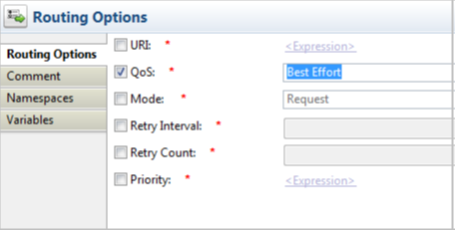 Routing Options
Routing Options
Comment
Namespaces
Variables
URI: * <Expression>
QoS: * Best Effort
Mode: * Request
Retry Interval: *
Retry Count: *
Priority: * <Expression>